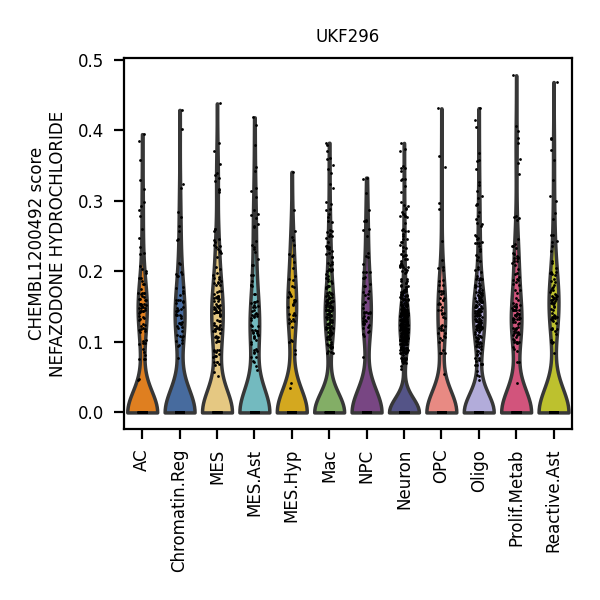 UKF296
CHEMBL1200492 score
NEFAZODONE HYDROCHLORIDE
0.5
0.4
0.3
0.2
0.1
0.0
AC
Chromatin.Reg
MES
MES.Ast
MES.Hyp
Mac
NPC
Neuron
OPC
Oligo
Prolif.Metab
Reactive.Ast